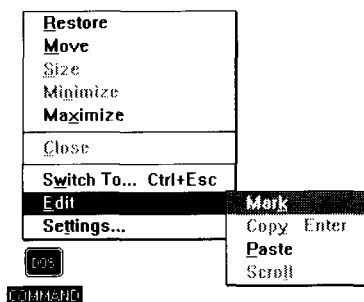 Restore
Move
Size
Minimize
Maximize
Close
Switch To... Ctrl+Esc
Edit
Settings...
Mark
Copy Enter
Paste
Scroll
DOS
COMMAND